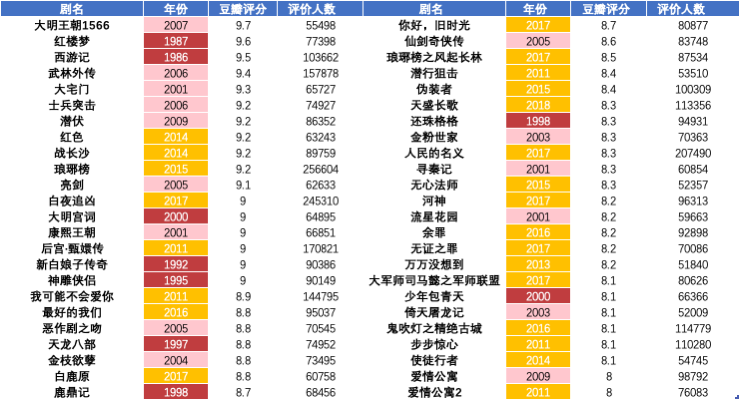 剧名 年份 豆瓣评分 评价人数 剧名 年份 豆瓣评分 评价人数
大明王朝1566 2007 9.7 55498 你好，旧时光 2017 8.7 80877
红楼梦 1987 9.6 77398 仙剑奇侠传 2005 8.6 83748
西游记 1986 9.5 103662 琅琊榜之风起长林 2017 8.5 87534
武林外传 2006 9.4 157878 潜行狙击 2011 8.4 53510
大宅门 2001 9.3 65727 伪装者 2015 8.4 100309
士兵突击 2006 9.2 74927 天盛长歌 2018 8.3 113356
潜伏 2009 9.2 86352 还珠格格 1998 8.3 94931
红色 2014 9.2 63243 金粉世家 2003 8.3 70363
战长沙 2014 9.2 89759 人民的名义 2017 8.3 207490
琅琊榜 2015 9.2 256604 寻秦记 2001 8.3 60854
亮剑 2005 9.1 62633 无心法师 2015 8.3 52357
白夜追凶 2017 9 245310 河神 2017 8.2 96313
大明宫词 2000 9 64895 流星花园 2001 8.2 59663
康熙王朝 2001 9 66851 余罪 2016 8.2 92898
后宫·甄嬛传 2011 9 170821 无证之罪 2017 8.2 70086
新白娘子传奇 1992 9 90386 万万没想到 2013 8.2 51840
神雕侠侣 1995 9 90149 大军师司马懿之军师联盟 2017 8.1 80626
我可能不会爱你 2011 8.9 144795 少年包青天 2000 8.1 66366
最好的我们 2016 8.8 95037 倚天屠龙记 2003 8.1 52009
恶作剧之吻 2005 8.8 70545 鬼吹灯之精绝古城 2016 8.1 114779
天龙八部 1997 8.8 74952 步步惊心 2011 8.1 110280
金枝欲孽 2004 8.8 73495 使徒行者 2014 8.1 54745
白鹿原 2017 8.8 60758 爱情公寓 2009 8 98792
鹿鼎记 1998 8.7 68456 爱情公寓2 2011 8 76083